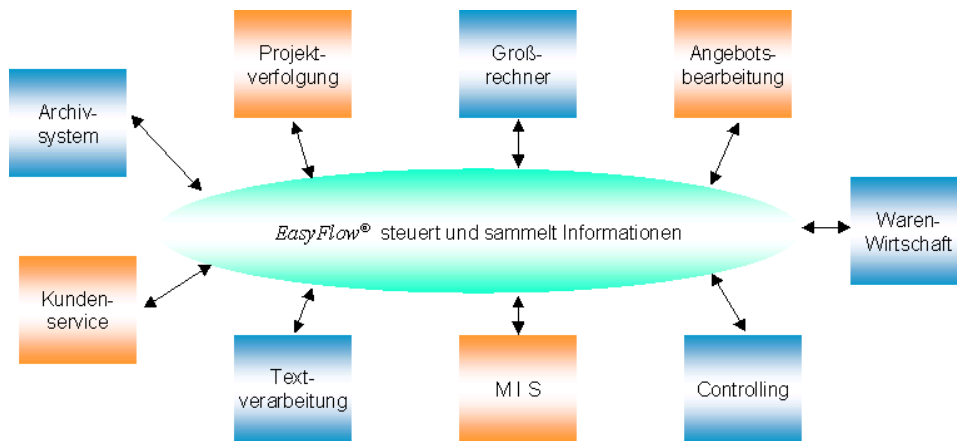 Projekt-
verfolgung
Groß-
rechner
Angebots-
bearbeitung
Archiv-
system
Waren-
Wirtschaft
EasyFlow® steuert und sammelt Informationen
Kunden-
service
Text-
verarbeitung
M I S
Controlling